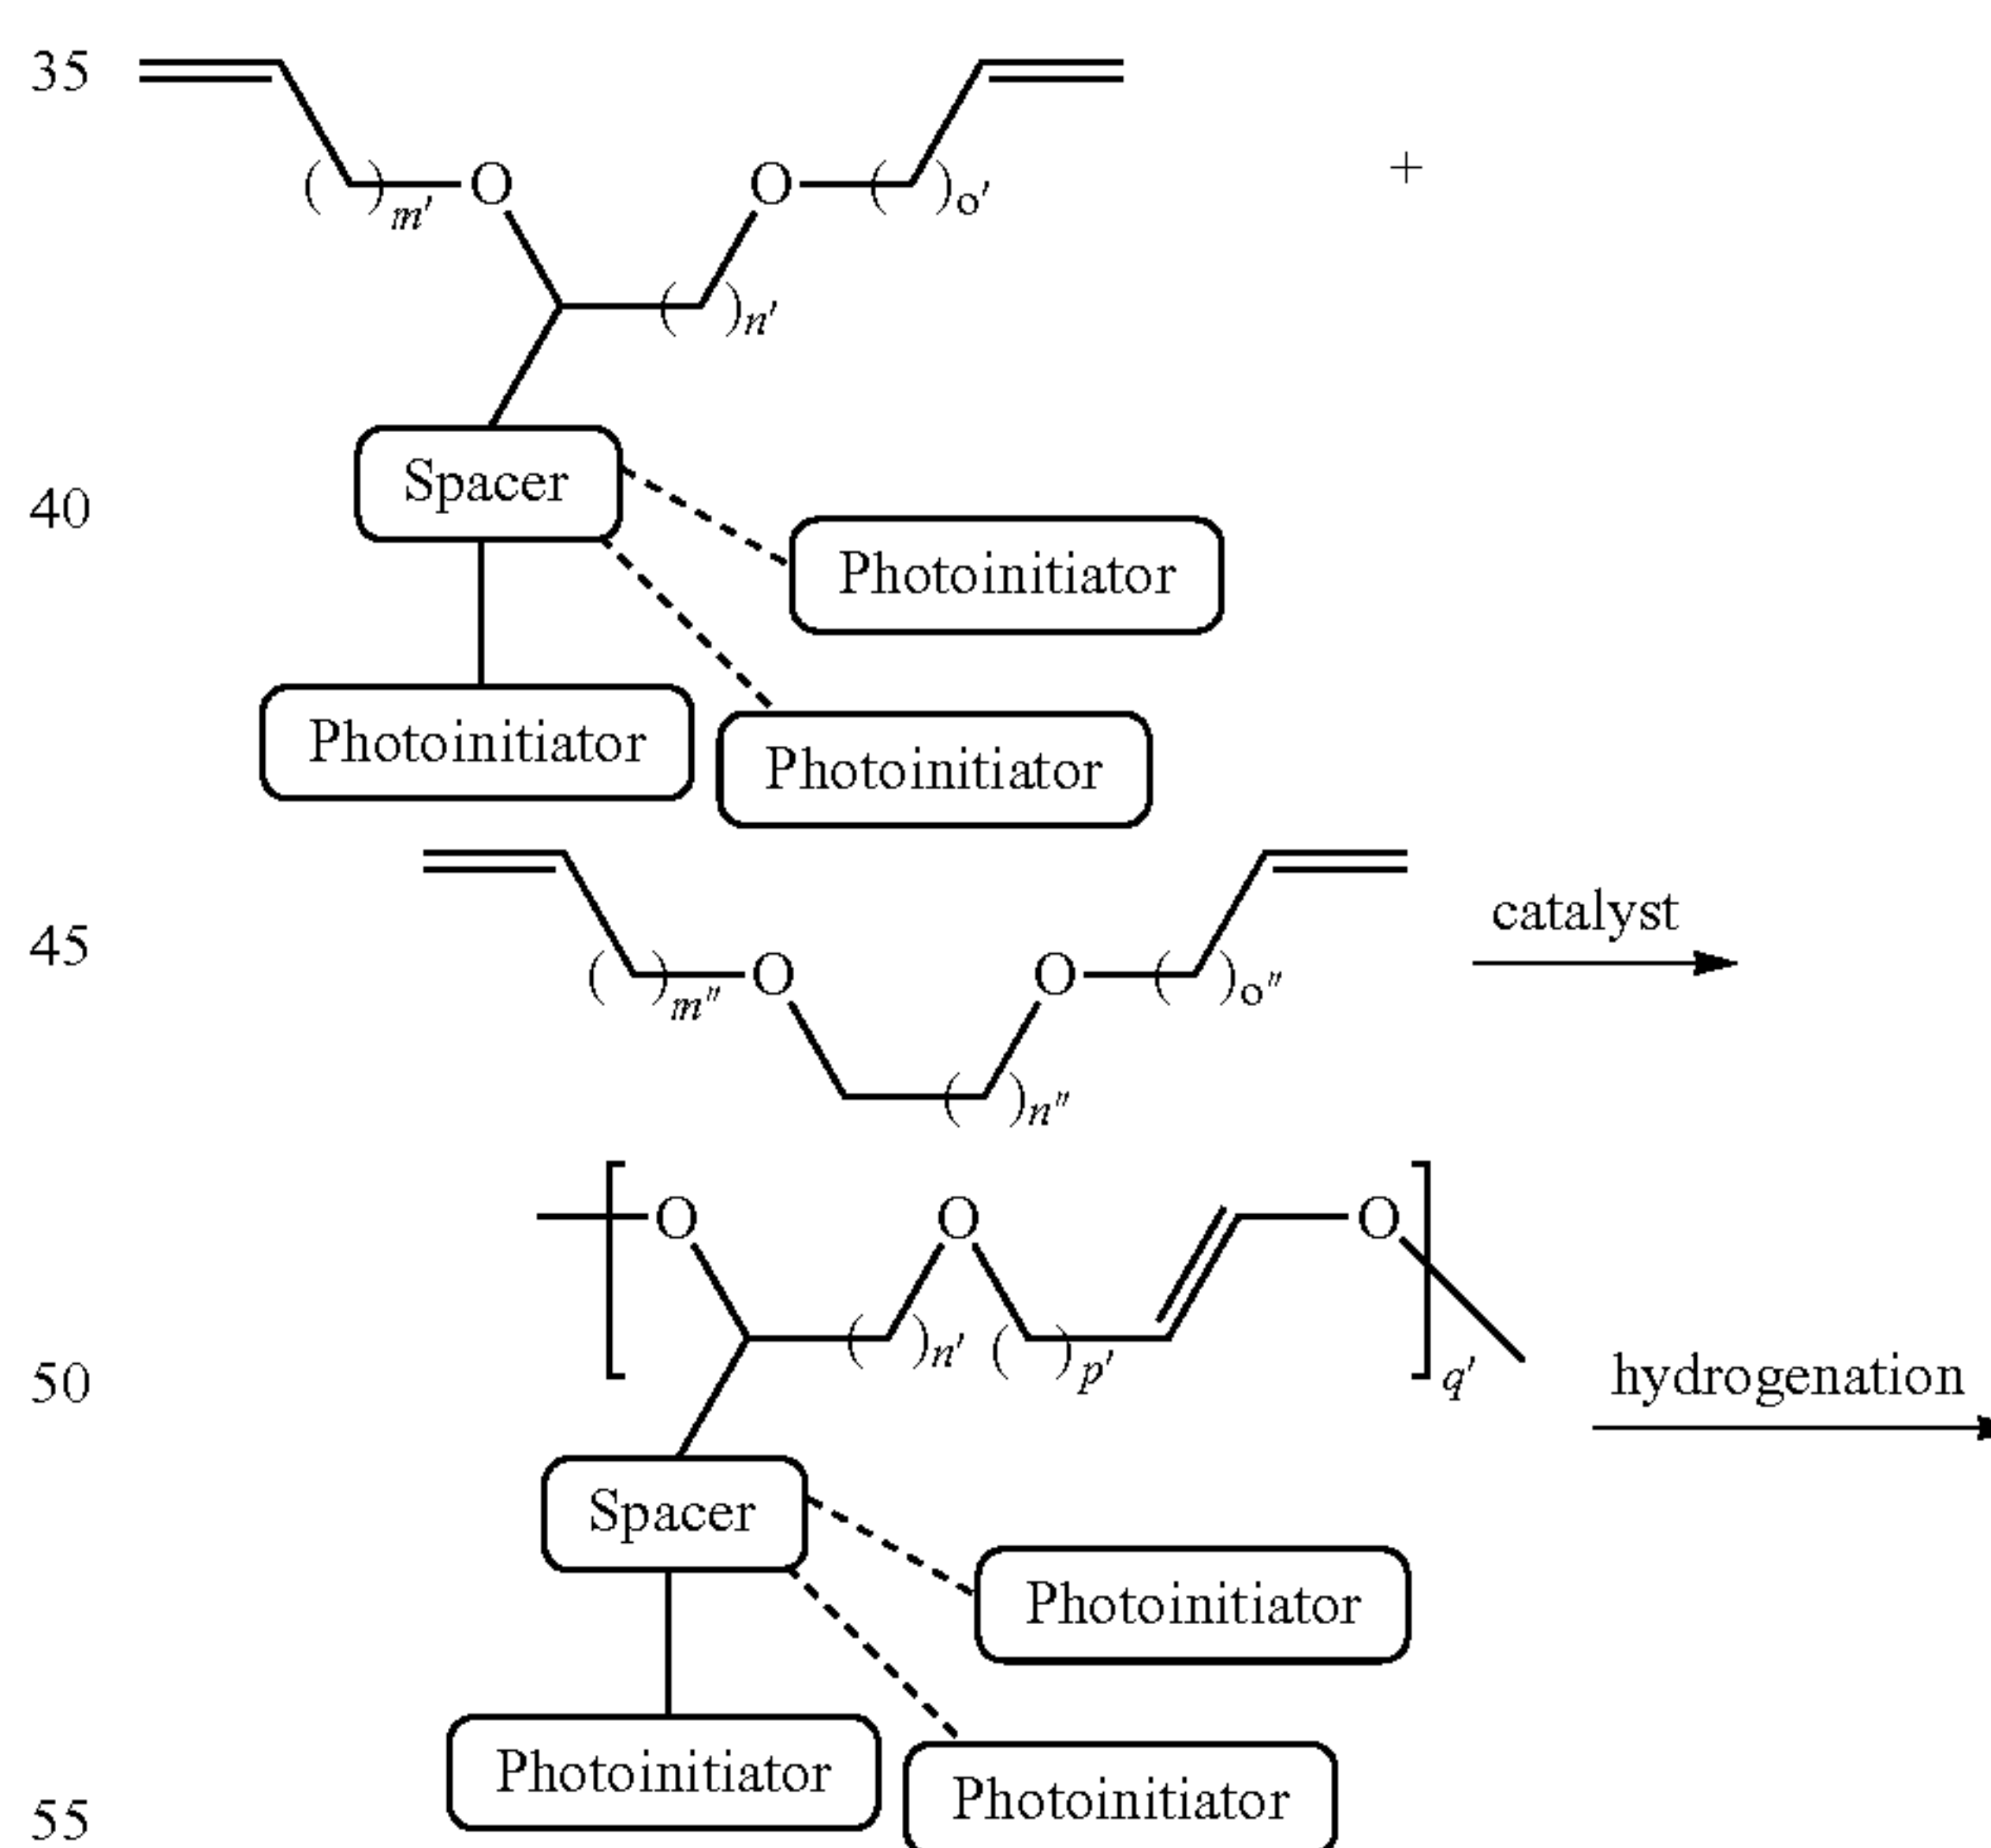 35
+
O O
( )m′ ( )o′
( )n′
Spacer
40
Photoinitiator
Photoinitiator
Photoinitiator
catalyst
45
O O
( )m″ ( )o″
( )n″
O O O
( )n′ ( )p′
q′
50
hydrogenation
Spacer
Photoinitiator
Photoinitiator
Photoinitiator
55